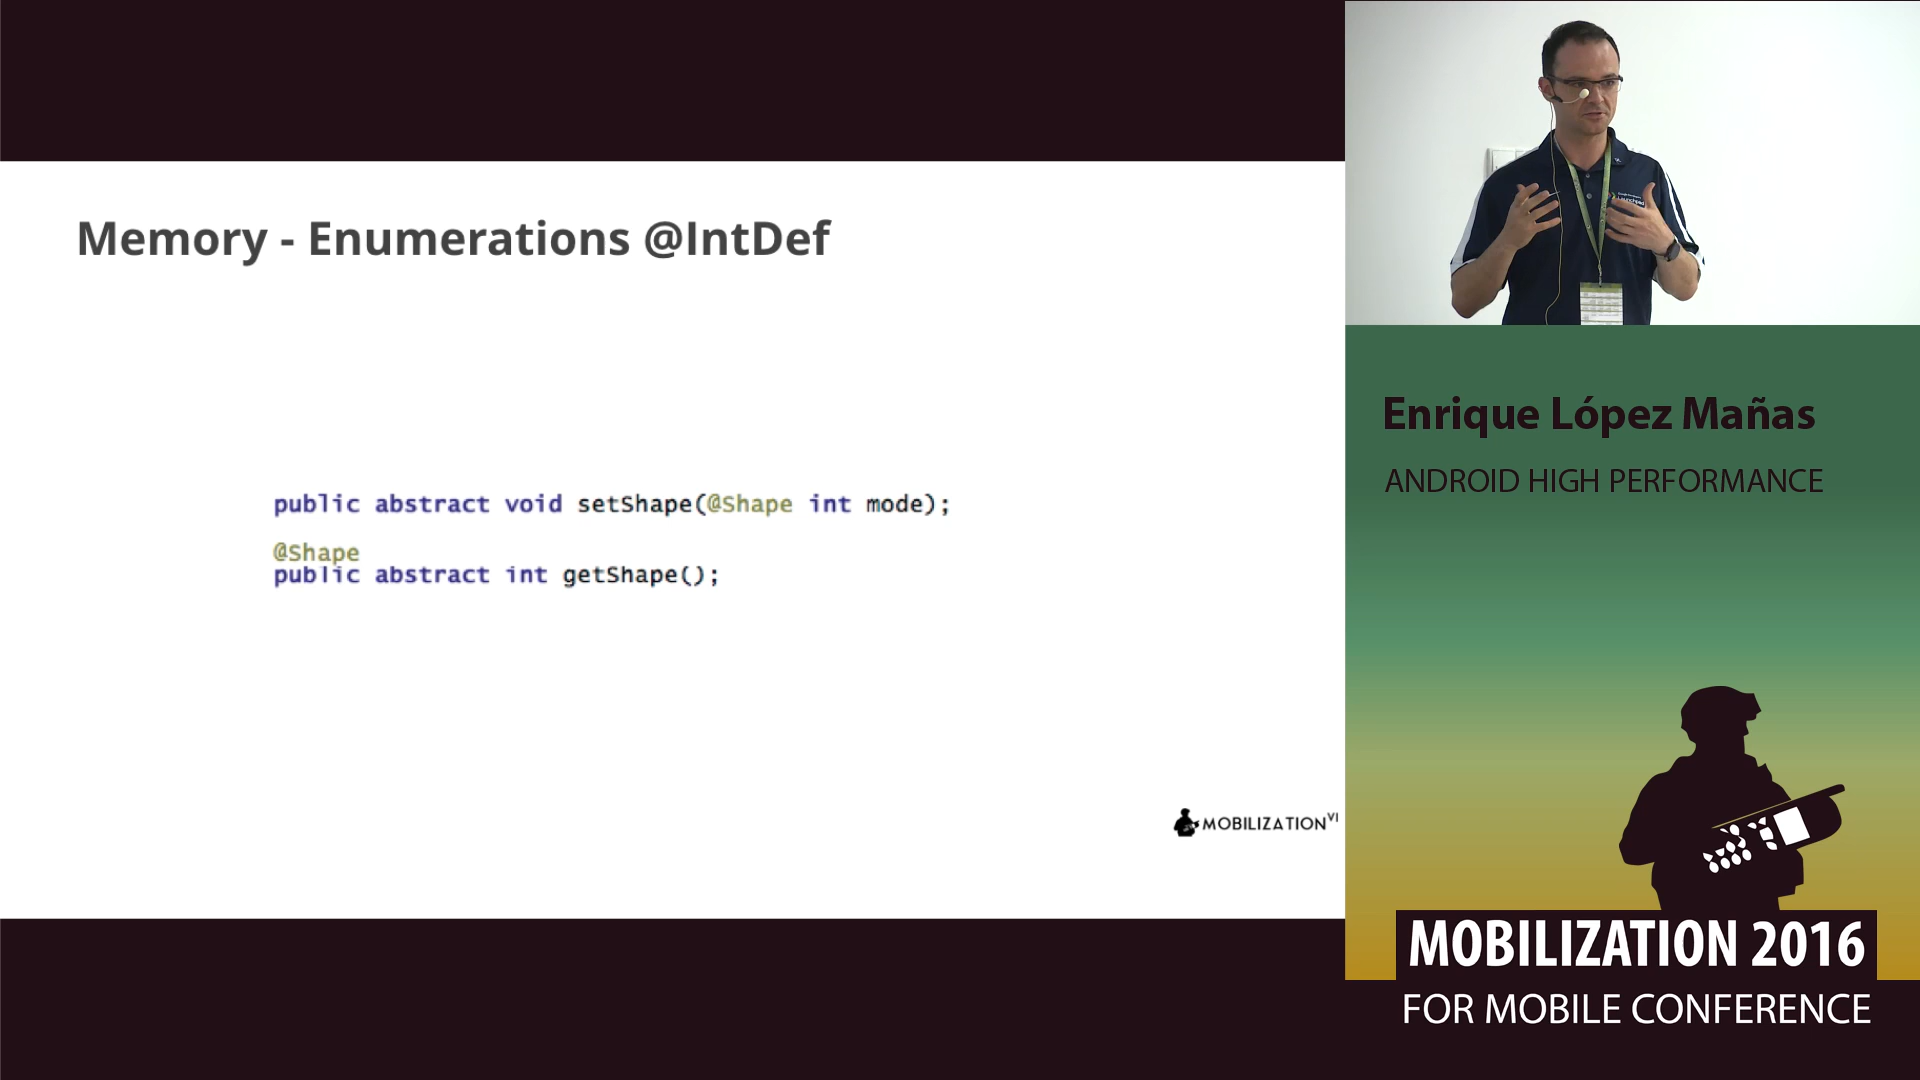 Memory - Enumerations @IntDef
public abstract void setShape(@Shape int mode);
@Shape
public abstract int getShape();
MOBILIZATION VI
Enrique López Mañas
ANDROID HIGH PERFORMANCE
MOBILIZATION 2016
FOR MOBILE CONFERENCE